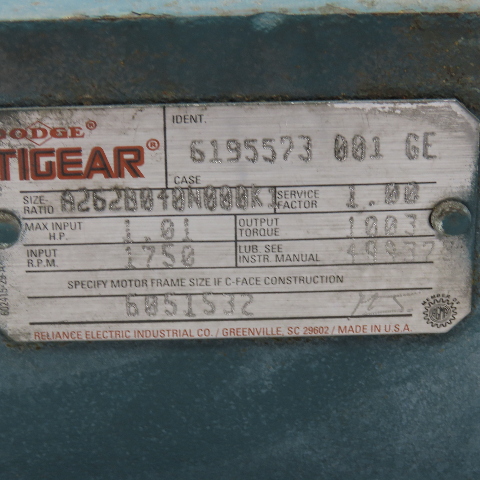 DODGE®
TIGEAR®
IDENT.
6195573 001 GE
CASE
SIZE-RATIO A262B040N000K1 SERVICE FACTOR 1.00
MAX INPUT H.P. 1.01 OUTPUT TORQUE 1003
INPUT R.P.M. 1750 LUB. SEE INSTR. MANUAL 499337
SPECIFY MOTOR FRAME SIZE IF C-FACE CONSTRUCTION
6051532
RELIANCE ELECTRIC INDUSTRIAL CO. / GREENVILLE, SC 29602 / MADE IN U.S.A.